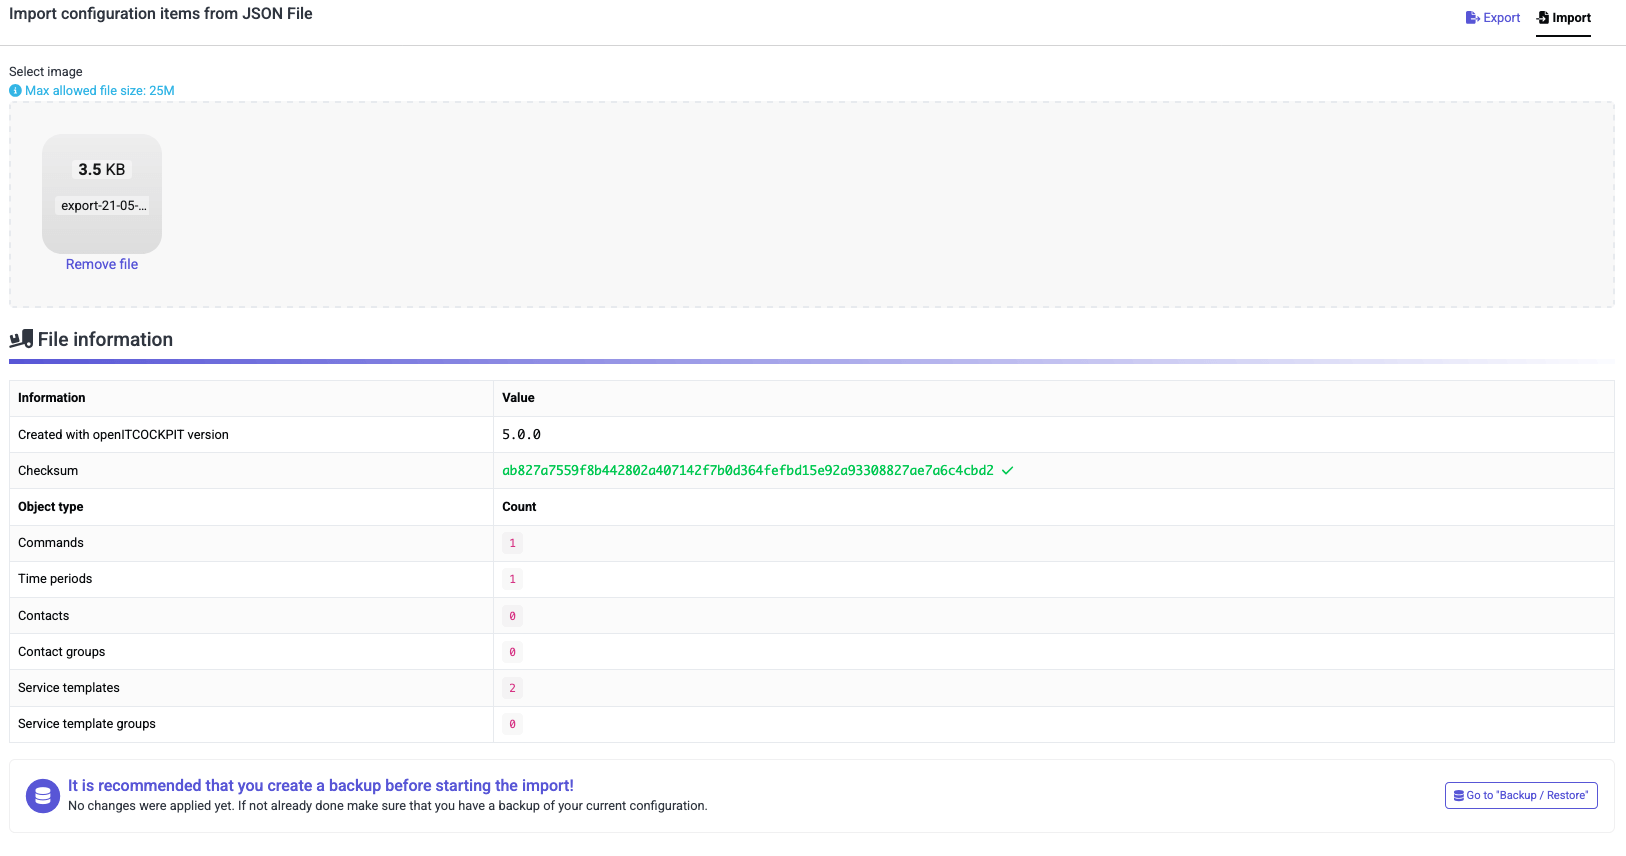 Import configuration items from JSON File
Export
Import
Select image
Max allowed file size: 25M
3.5 KB
export-21-05-...
Remove file
File information
Information Value
Created with openITCOCKPIT version 5.0.0
Checksum ab827a7559f8b442802a407142f7b0d364fefbd15e92a93308827ae7a6c4cbd2
Object type Count
Commands 1
Time periods 1
Contacts 0
Contact groups 0
Service templates 2
Service template groups 0
It is recommended that you create a backup before starting the import!
No changes were applied yet. If not already done make sure that you have a backup of your current configuration.
Go to "Backup / Restore"